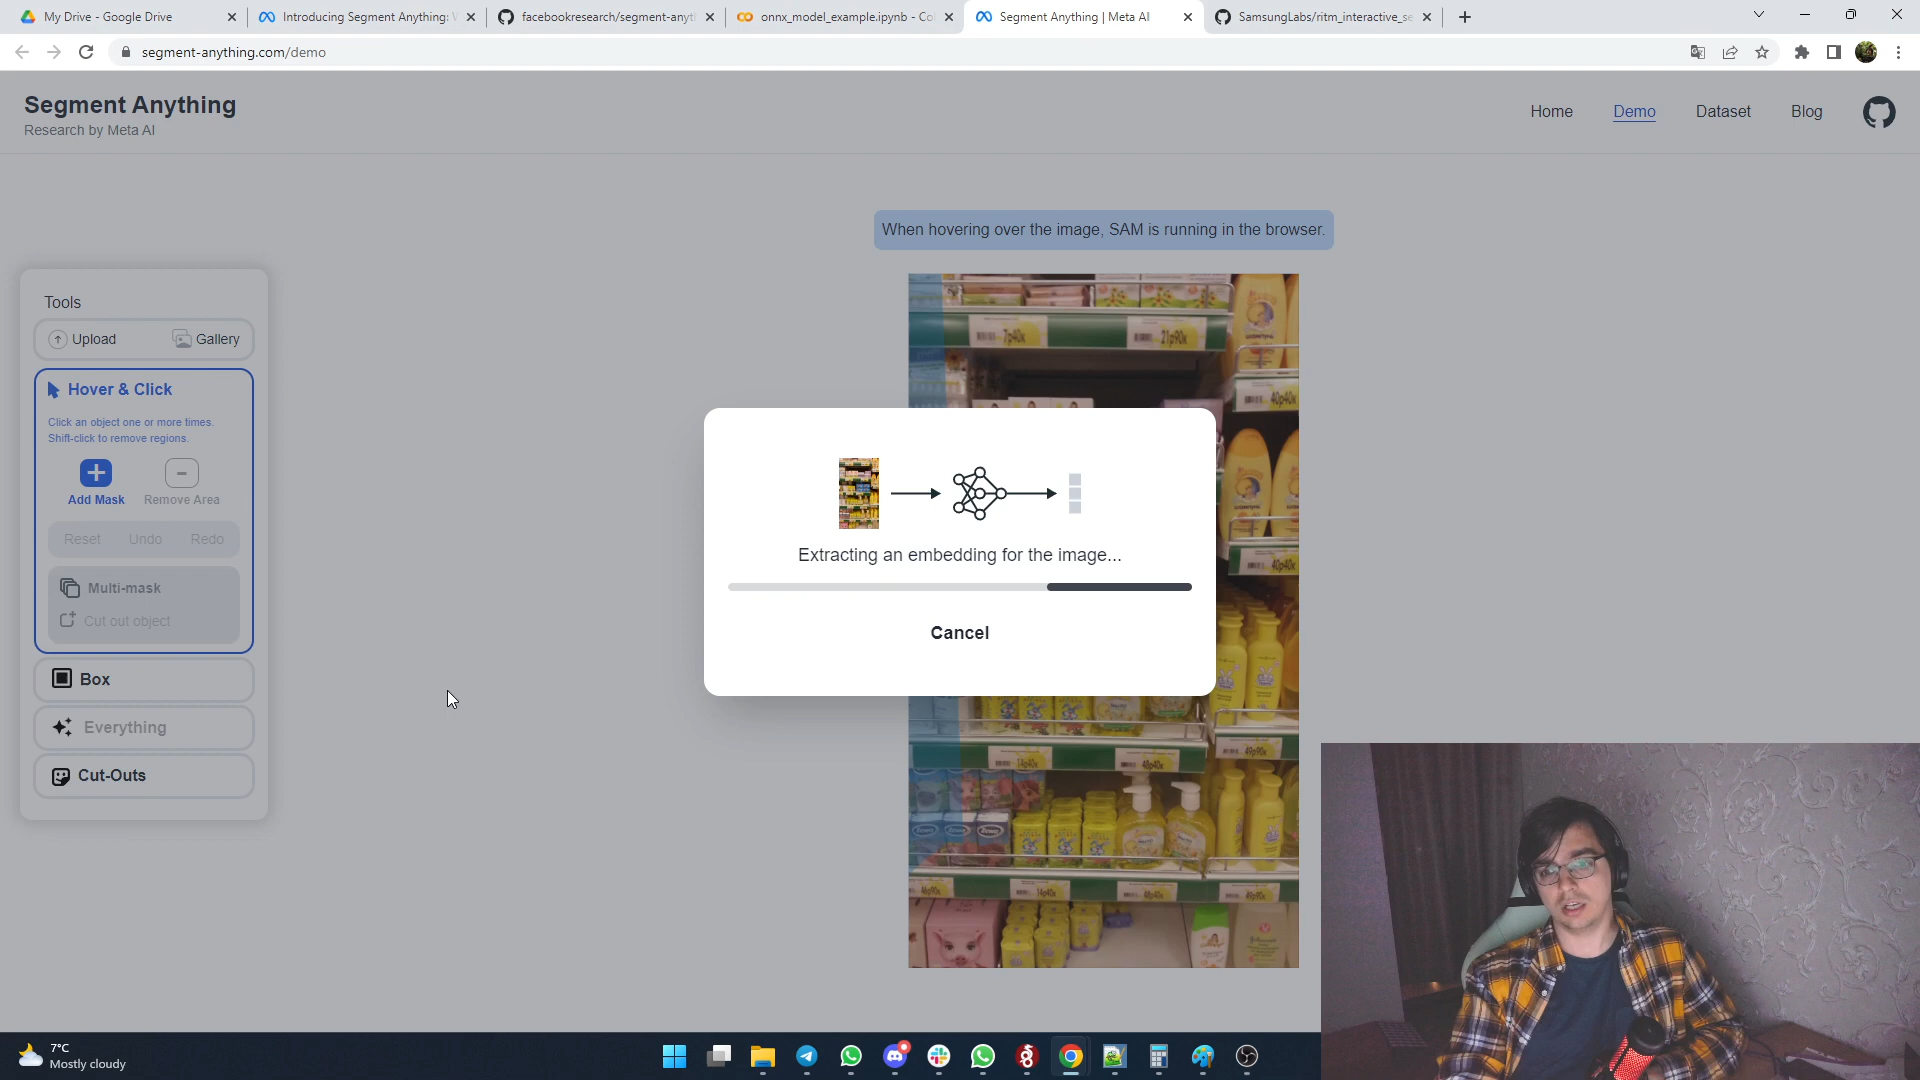 My Drive - Google Drive
Introducing Segment Anything: W
facebookresearch/segment-anyt
onnx_model_example.ipynb - Co
Segment Anything | Meta AI
SamsungLabs/ritm_interactive_se
segment-anything.com/demo
Segment Anything
Research by Meta AI
Home
Demo
Dataset
Blog
When hovering over the image, SAM is running in the browser.
Tools
Upload
Gallery
Hover & Click
Click an object one or more times.
Shift-click to remove regions.
Add Mask
Remove Area
Reset
Undo
Redo
Multi-mask
Cut out object
Box
Everything
Cut-Outs
7p40к
21p90к
40p40к
40p40к
Extracting an embedding for the image...
Cancel
7°C
Mostly cloudy